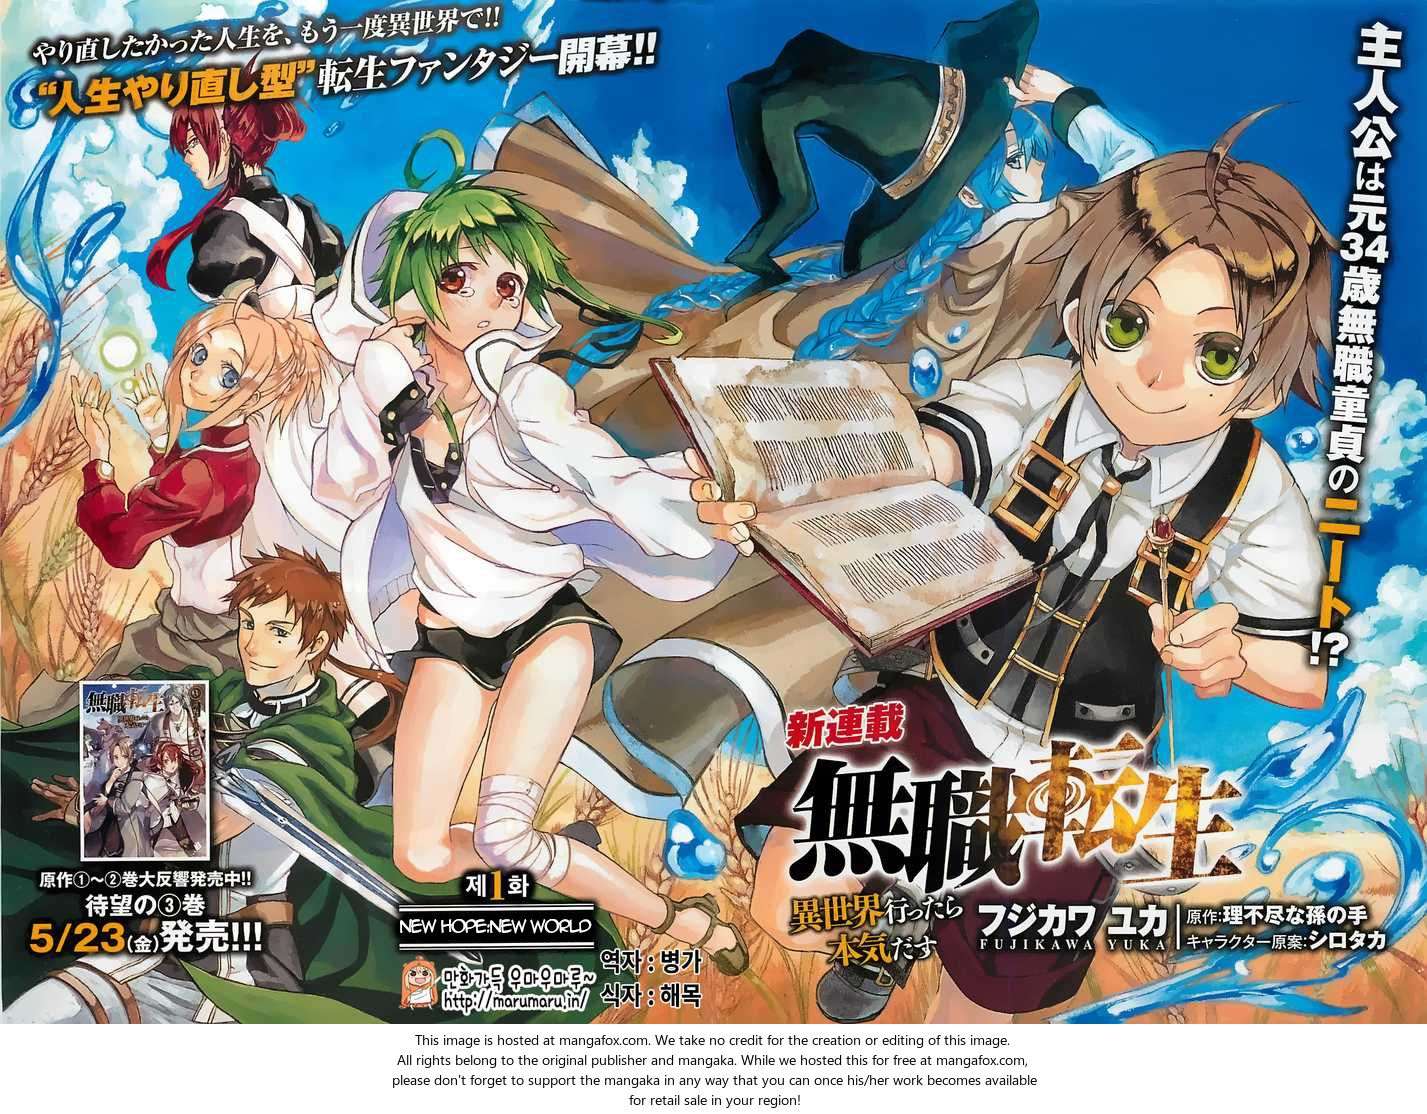 やり直したかった人生を、もう一度異世界で!!
“人生やり直し型”転生ファンタジー開幕!!
主人公は元34歳無職童貞のニート!?
無職転生
原作①～②巻大反響発売中!!
待望の③巻
5/23(金)発売!!!
제1화
NEW HOPE:NEW WORLD
만화가득 우마우마루~
http://marumaru.in/
역자 : 병가
식자 : 해목
新連載
無職転生
異世界行ったら
本気だす
フジカワ ユカ
FUJIKAWA YUKA
原作:理不尽な孫の手
キャラクター原案:シロタカ
This image is hosted at mangafox.com. We take no credit for the creation or editing of this image.
All rights belong to the original publisher and mangaka. While we hosted this for free at mangafox.com,
please don't forget to support the mangaka in any way that you can once his/her work becomes available
for retail sale in your region!